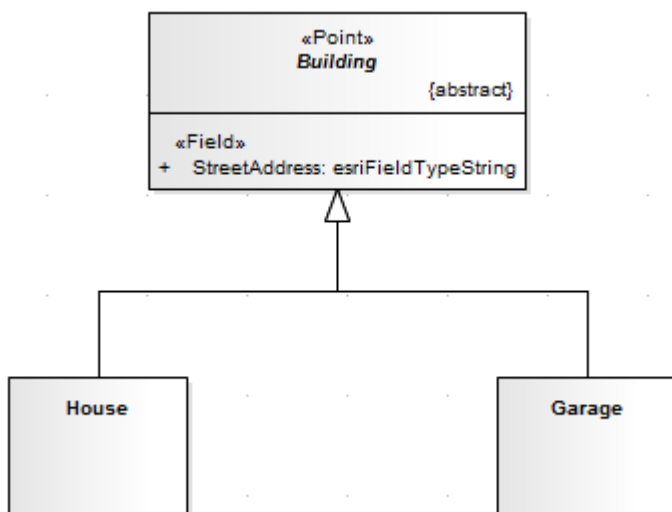 «Point»
Building
{abstract}
«Field»
+ StreetAddress: esriFieldTypeString
House
Garage